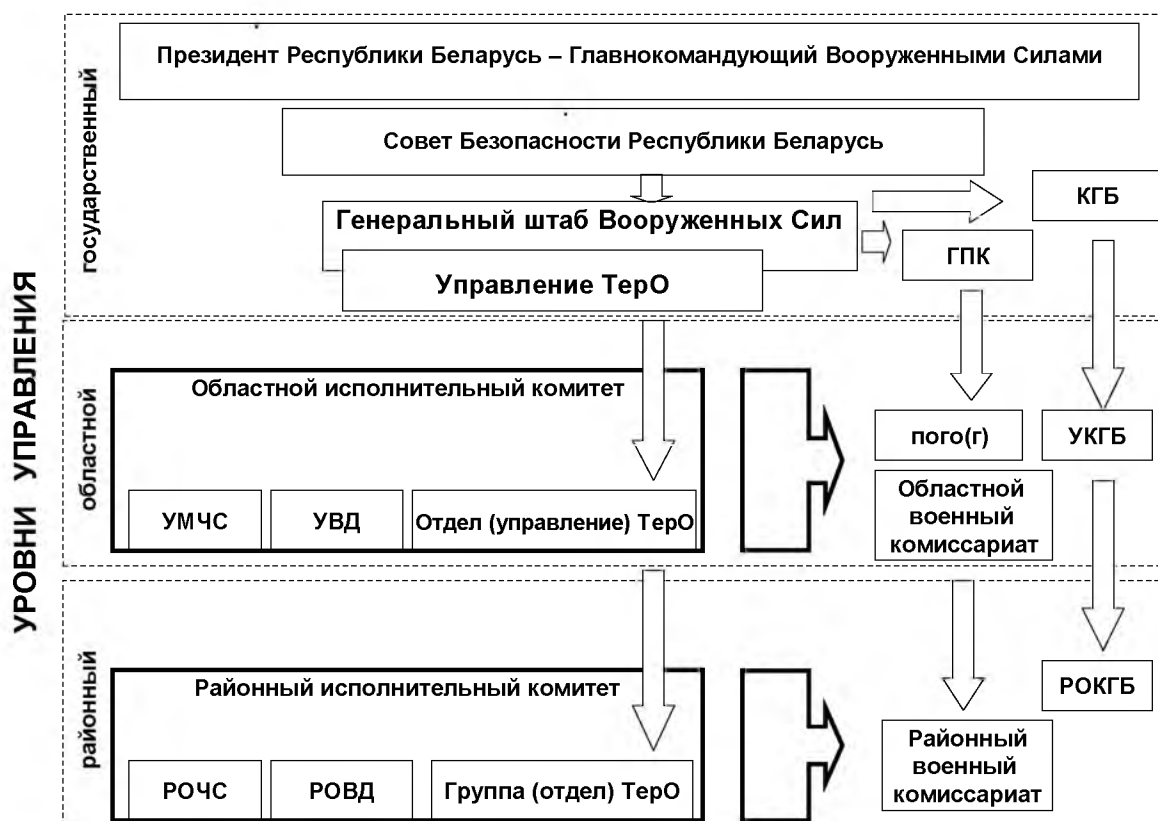 УРОВНИ УПРАВЛЕНИЯ
государственный
Президент Республики Беларусь – Главнокомандующий Вооруженными Силами
Совет Безопасности Республики Беларусь
Генеральный штаб Вооруженных Сил
Управление ТерО
КГБ
ГПК
областной
Областной исполнительный комитет
УМЧС
УВД
Отдел (управление) ТерО
пого(г)
УКГБ
Областной
военный
комиссариат
районный
Районный исполнительный комитет
РОЧС
РОВД
Группа (отдел) ТерО
РОКГБ
Районный
военный
комиссариат